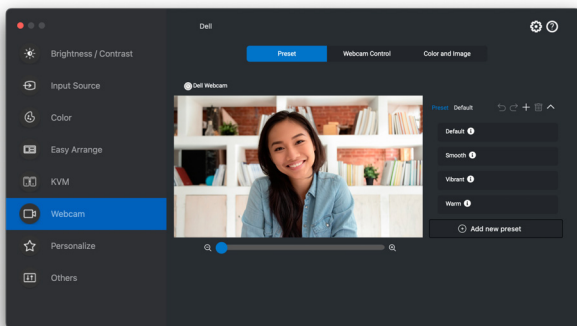 Dell
Preset
Webcam Control
Color and Image
Brightness / Contrast
Input Source
Color
Easy Arrange
KVM
Webcam
Personalize
Others
Dell Webcam
Preset Default
Default
Smooth
Vibrant
Warm
Add new preset